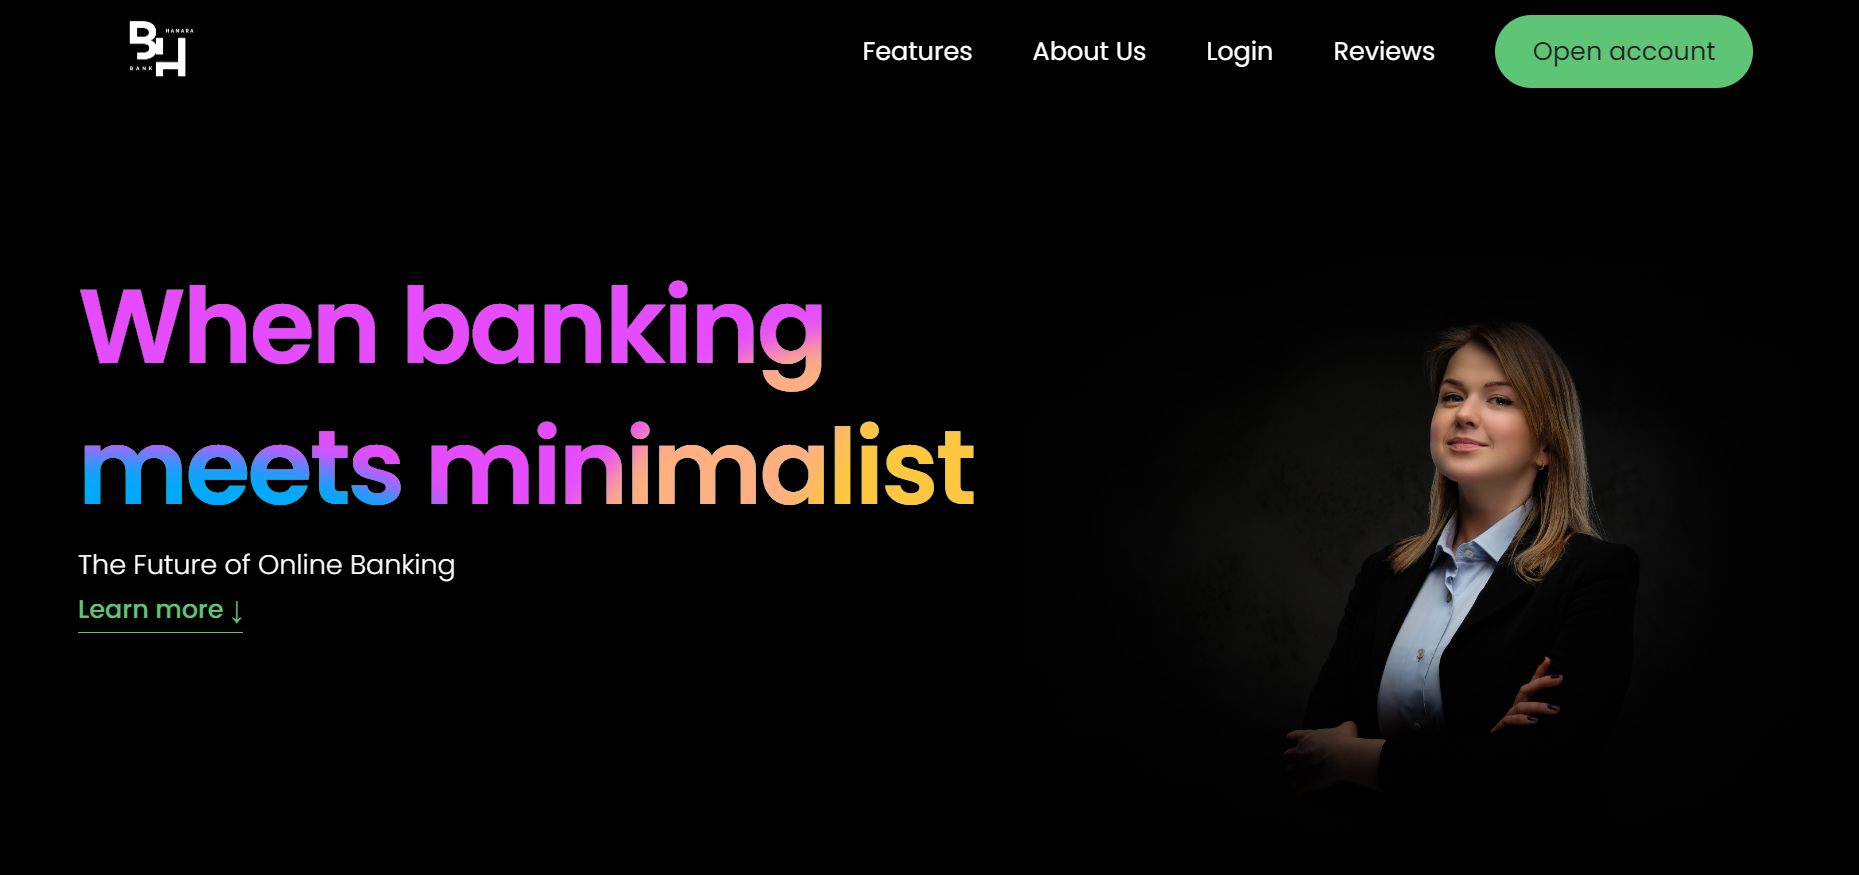 HAMARA
BANK
Features
About Us
Login
Reviews
Open account
When banking
meets minimalist
The Future of Online Banking
Learn more ↓